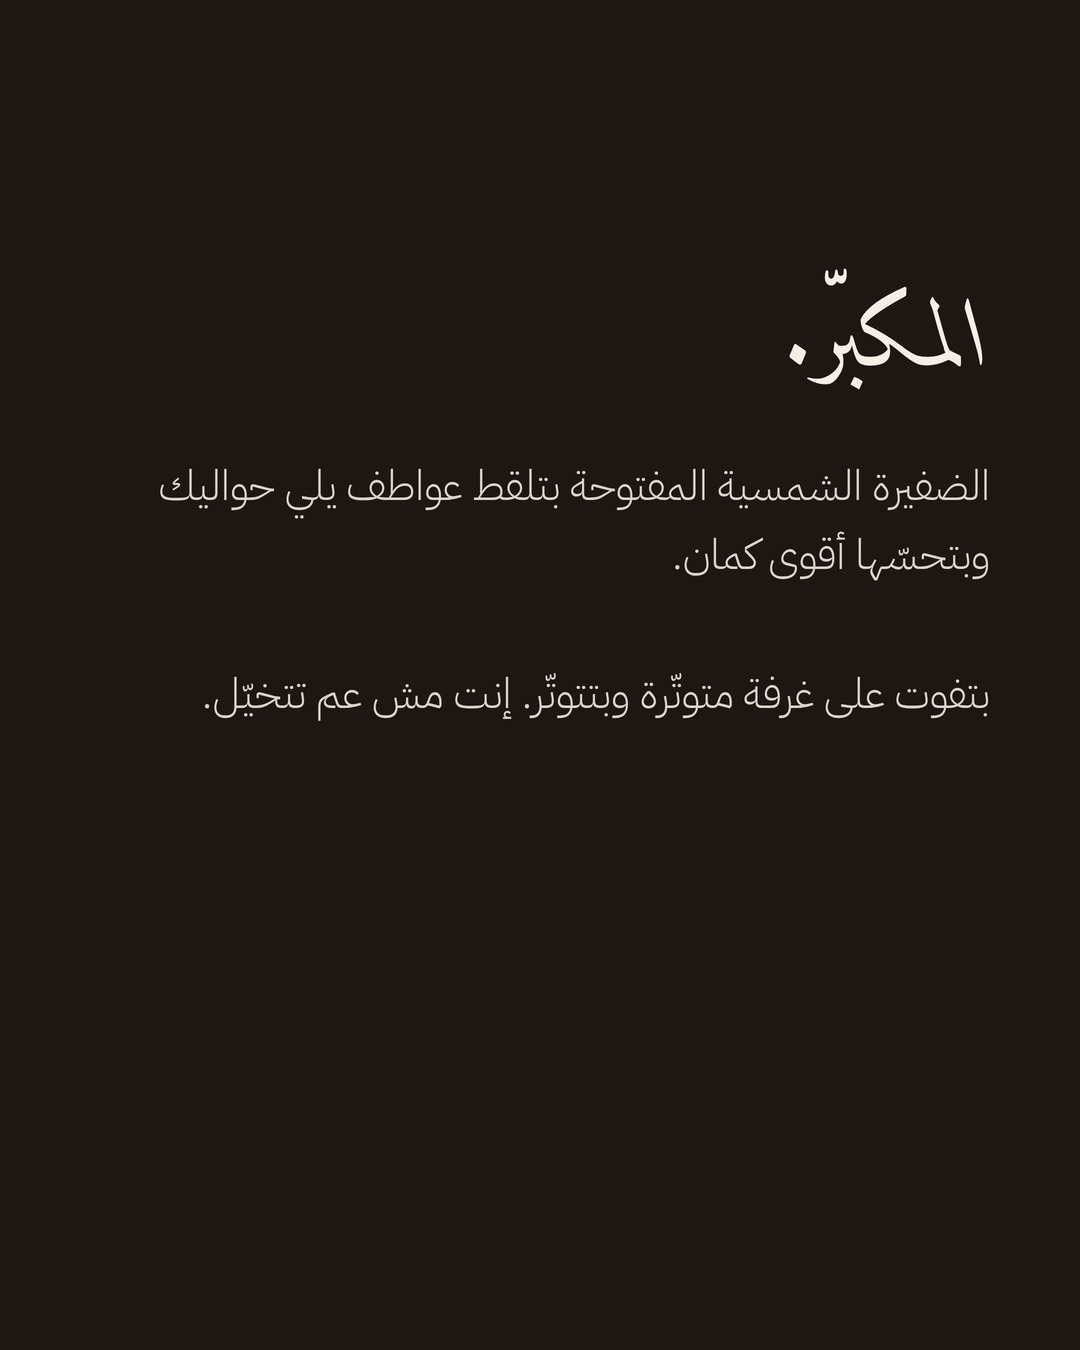 المكبّر.
الضفيرة الشمسية المفتوحة بتلقط عواطف يلي حواليك
وبتحسّها أقوى كمان.
بتفوت على غرفة متوتّرة وبتتوتّر. إنت مش عم تتخيّل.